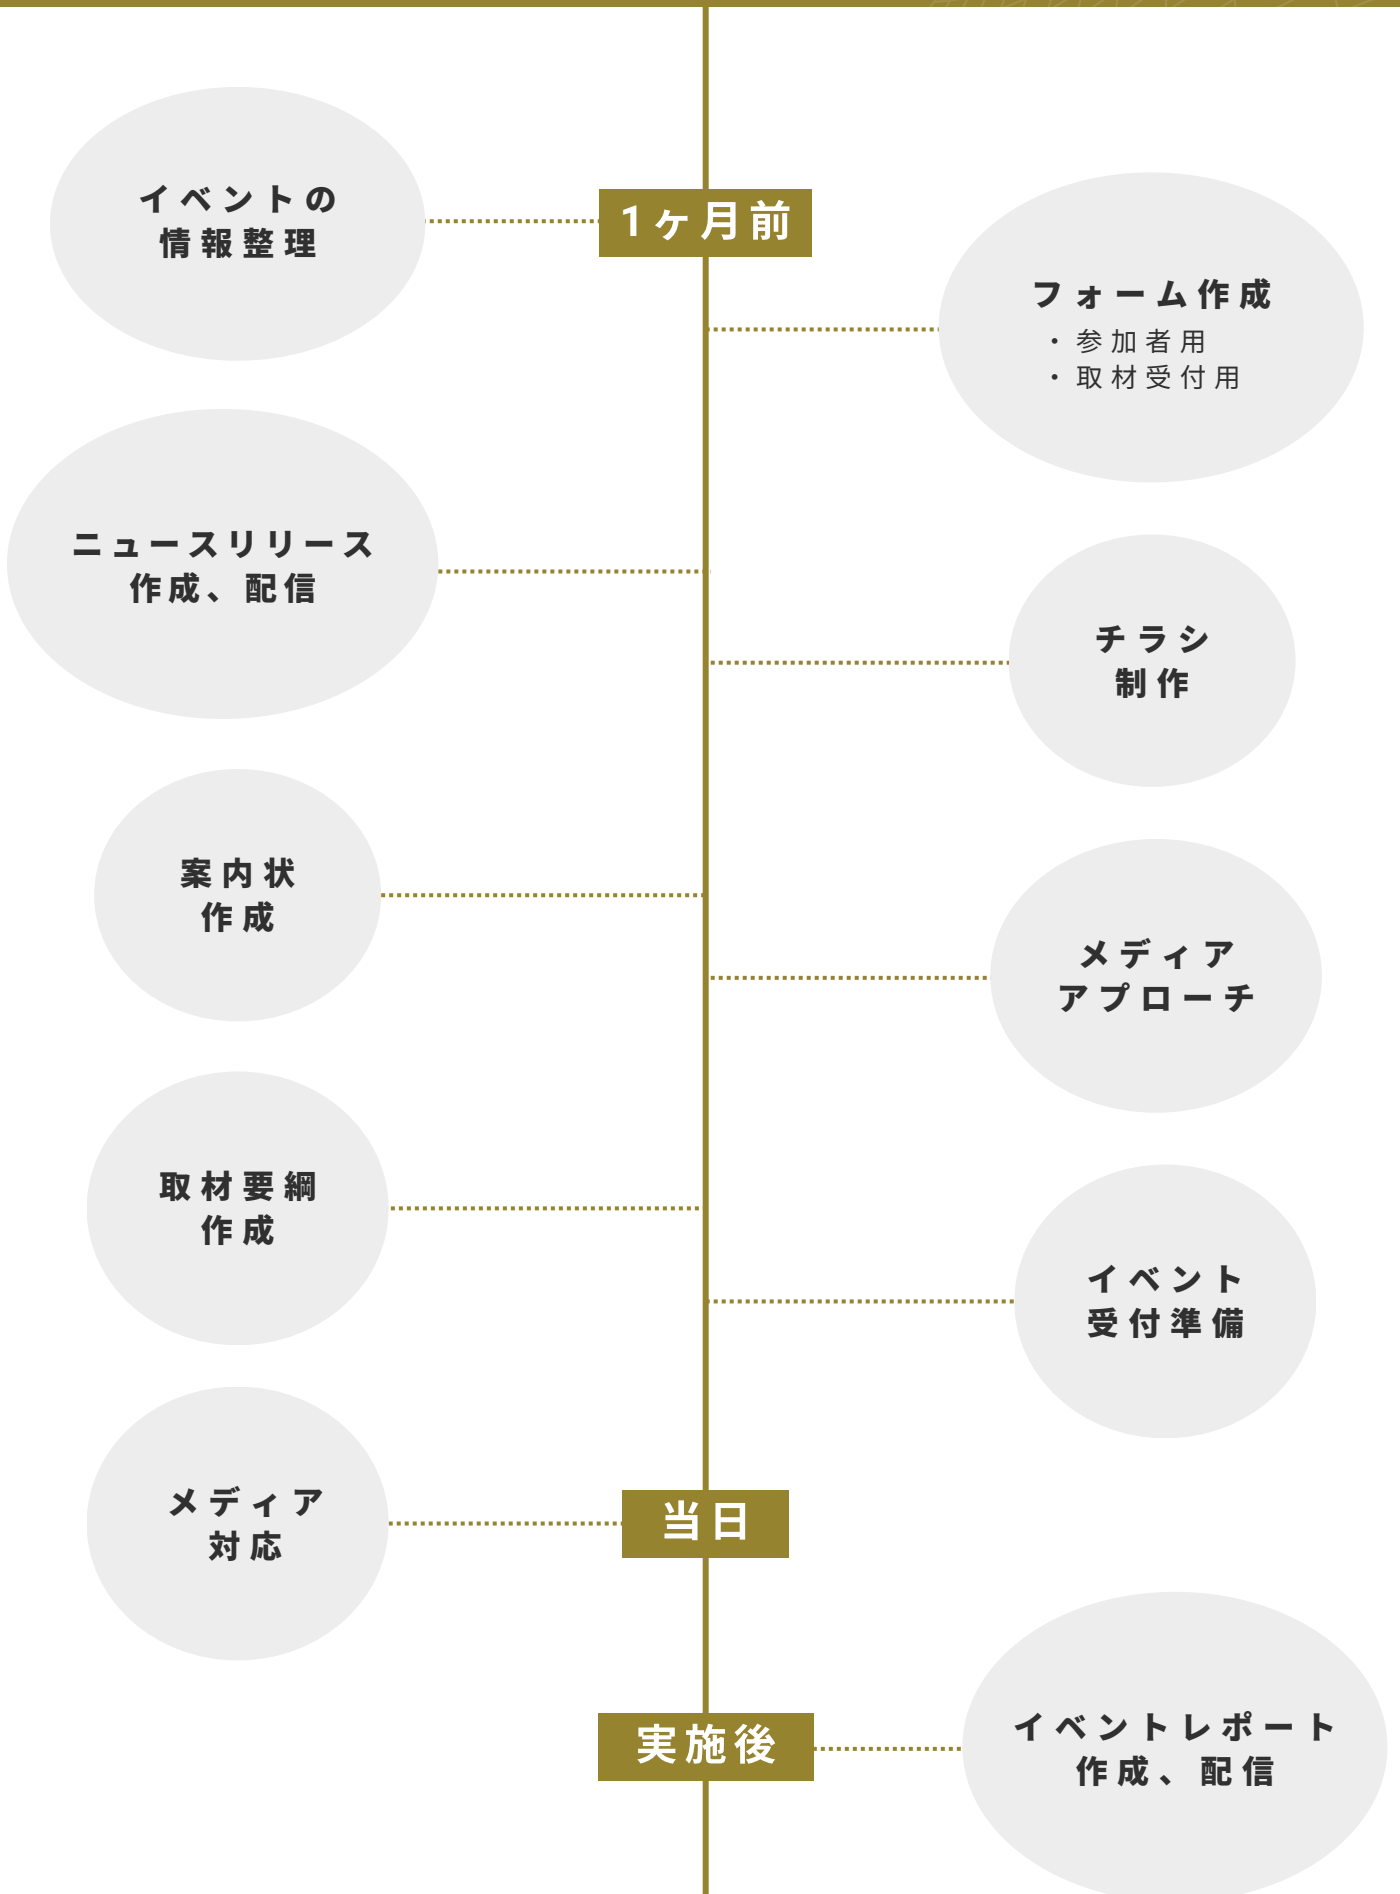 イベントの
情報整理
1ヶ月前
フォーム作成
・参加者用
・取材受付用
ニュースリリース
作成、配信
チラシ
制作
案内状
作成
メディア
アプローチ
取材要綱
作成
イベント
受付準備
メディア
対応
当日
実施後
イベントレポート
作成、配信